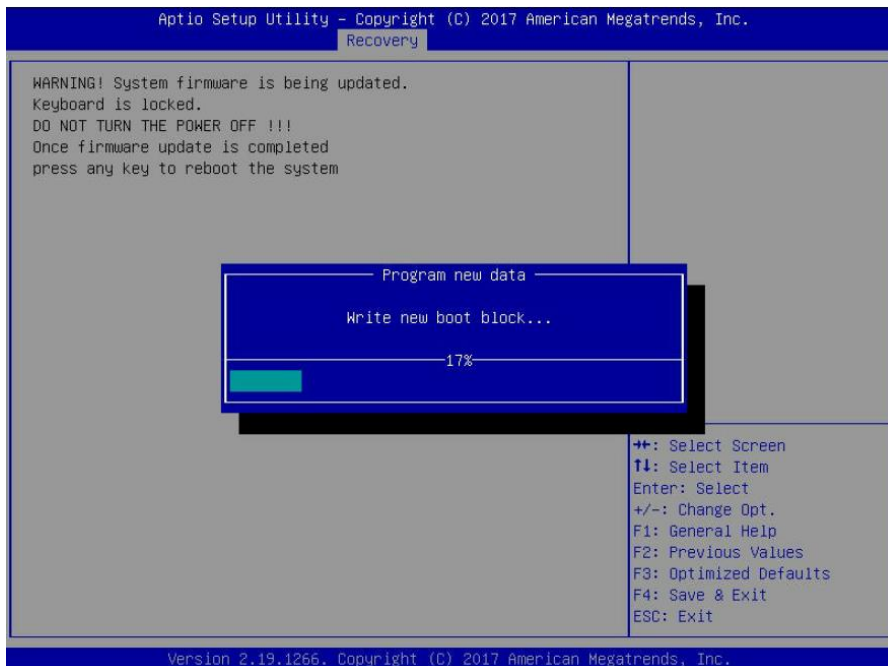 Aptio Setup Utility – Copyright (C) 2017 American Megatrends, Inc.
Recovery
WARNING! System firmware is being updated.
Keyboard is locked.
DO NOT TURN THE POWER OFF !!!
Once firmware update is completed
press any key to reboot the system
Program new data
Write new boot block...
17%
→←: Select Screen
↑↓: Select Item
Enter: Select
+/-: Change Opt.
F1: General Help
F2: Previous Values
F3: Optimized Defaults
F4: Save & Exit
ESC: Exit
Version 2.19.1266. Copyright (C) 2017 American Megatrends, Inc.